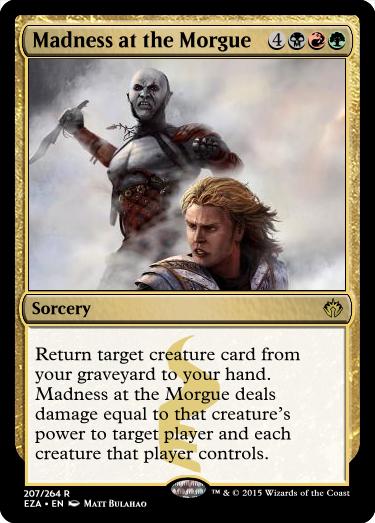 Madness at the Morgue 4
Sorcery
Return target creature card from
your graveyard to your hand.
Madness at the Morgue deals
damage equal to that creature's
power to target player and each
creature that player controls.
207/264 R
EZA • EN Matt Bulahao
™ & © 2015 Wizards of the Coast